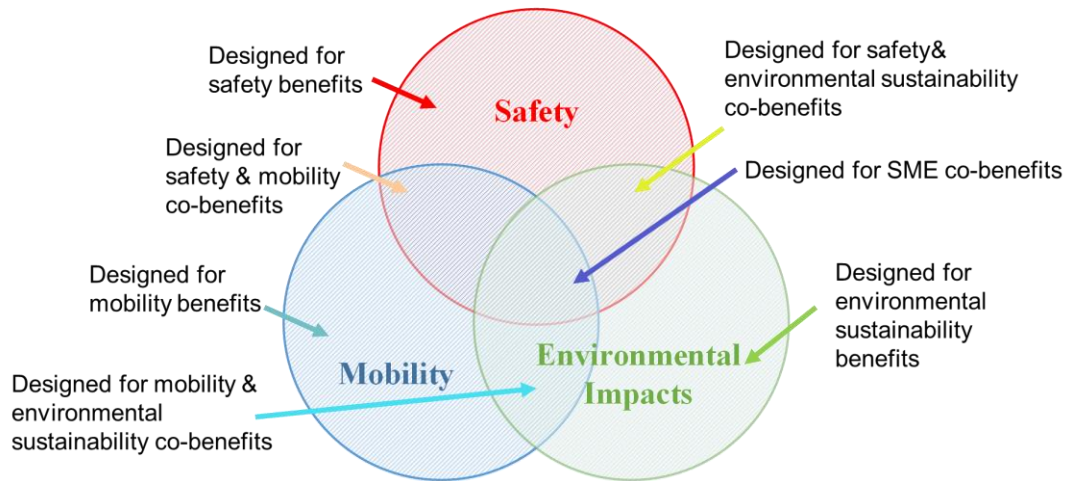 Designed for
safety benefits
Designed for safety&
environmental sustainability
co-benefits
Safety
Designed for
safety & mobility
co-benefits
Designed for SME co-benefits
Designed for
mobility benefits
Designed for
environmental
sustainability
benefits
Mobility
Environmental
Impacts
Designed for mobility &
environmental
sustainability co-benefits